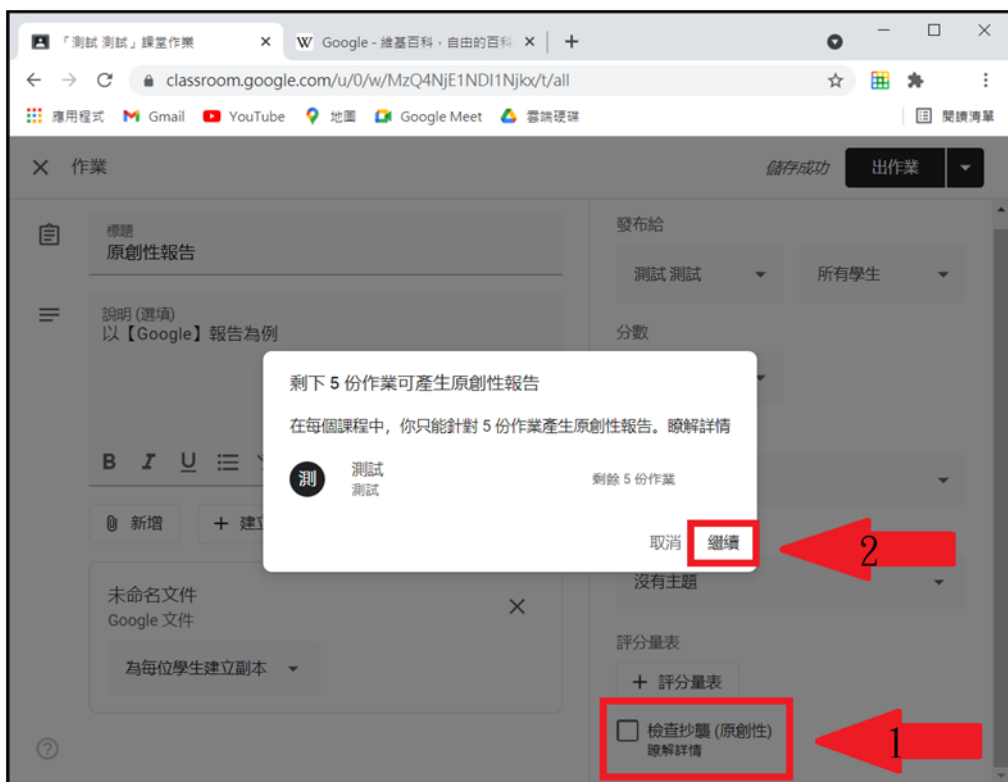 「測試 測試」課堂作業
Google - 維基百科，自由的百科
classroom.google.com/u/0/w/MzQ4NjE1NDI1Njkx/t/all
應用程式 Gmail YouTube 地圖 Google Meet 雲端硬碟 閱讀清單
作業 儲存成功 出作業
標題
原創性報告
說明 (選填)
以【Google】報告為例
發布給
測試 測試 所有學生
分數
剩下 5 份作業可產生原創性報告
在每個課程中，你只能針對 5 份作業產生原創性報告。瞭解詳情
測 測試
測試
剩餘 5 份作業
取消 繼續
2
B I U
新增 + 建立
未命名文件
Google 文件
為每位學生建立副本
沒有主題
評分量表
+ 評分量表
檢查抄襲 (原創性)
瞭解詳情
1